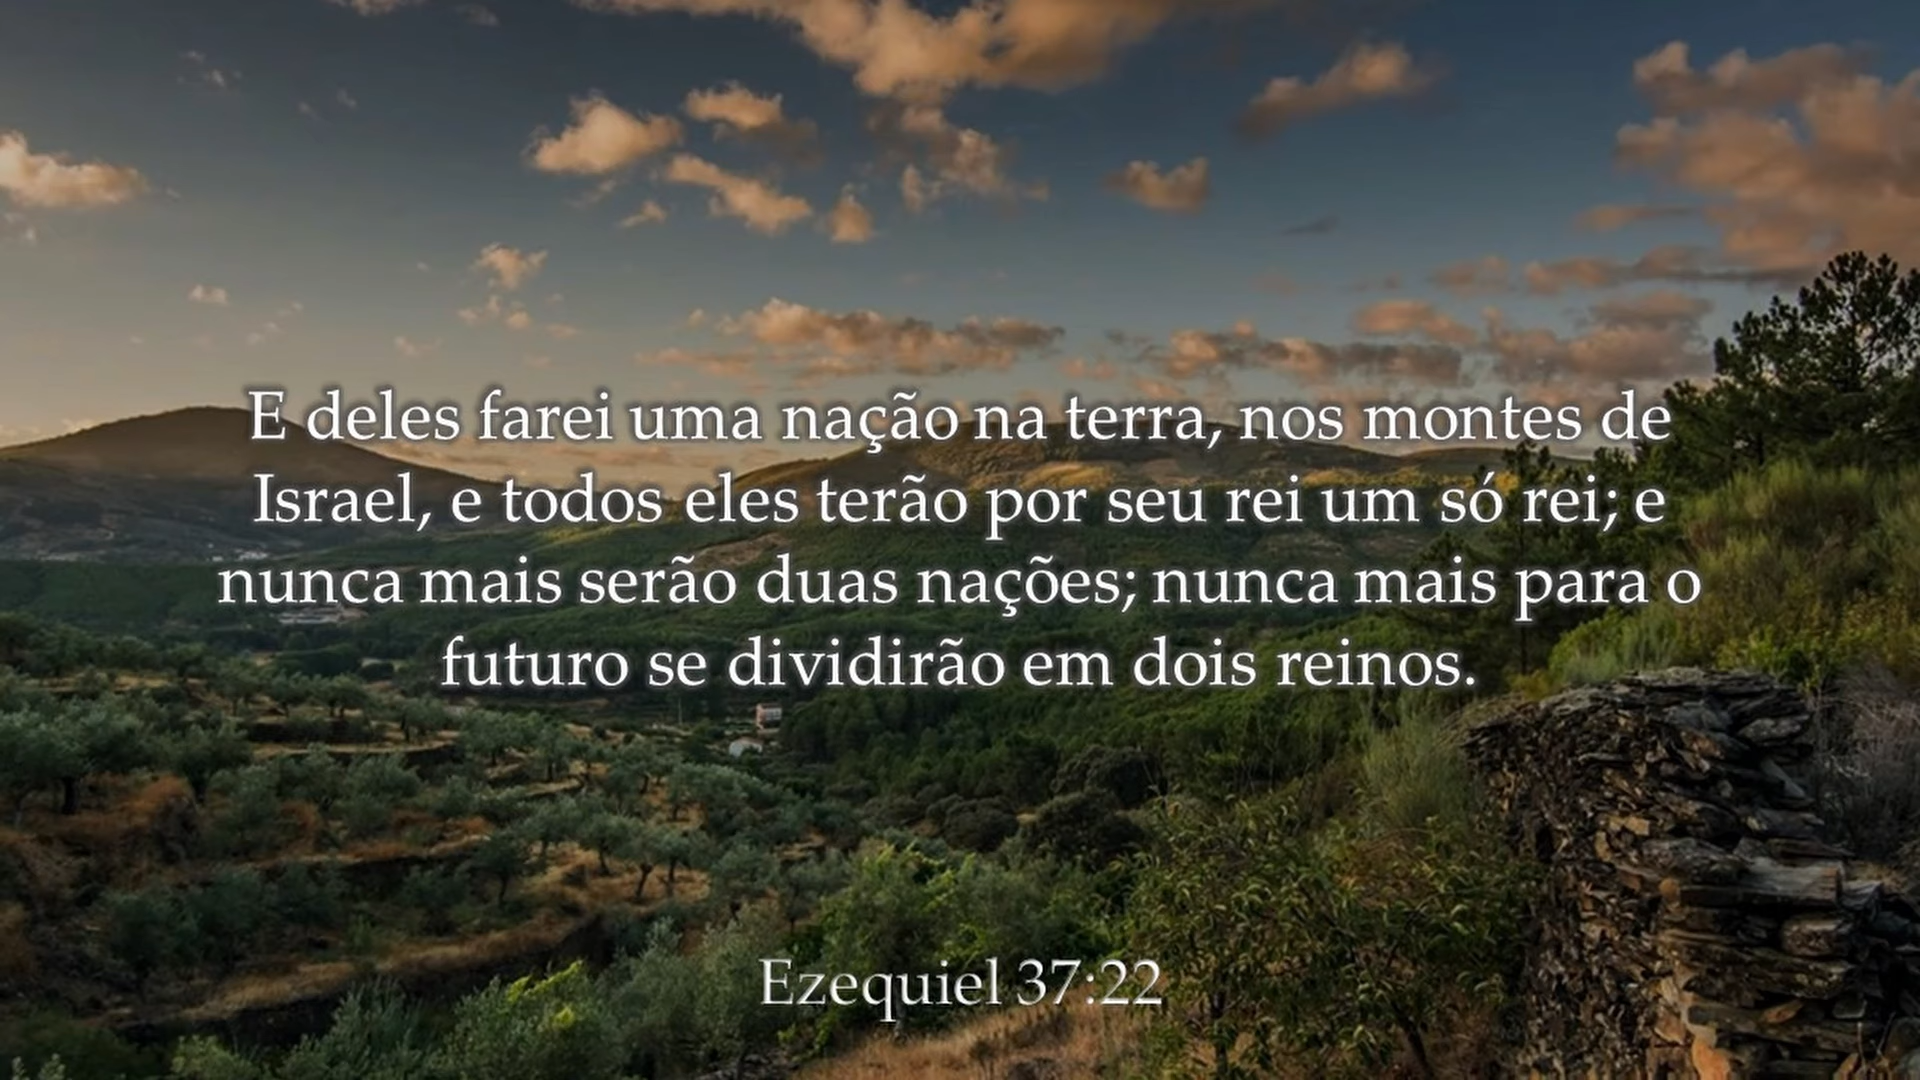 E deles farei uma nação na terra, nos montes de
Israel, e todos eles terão por seu rei um só rei; e
nunca mais serão duas nações; nunca mais para o
futuro se dividirão em dois reinos.
Ezequiel 37:22